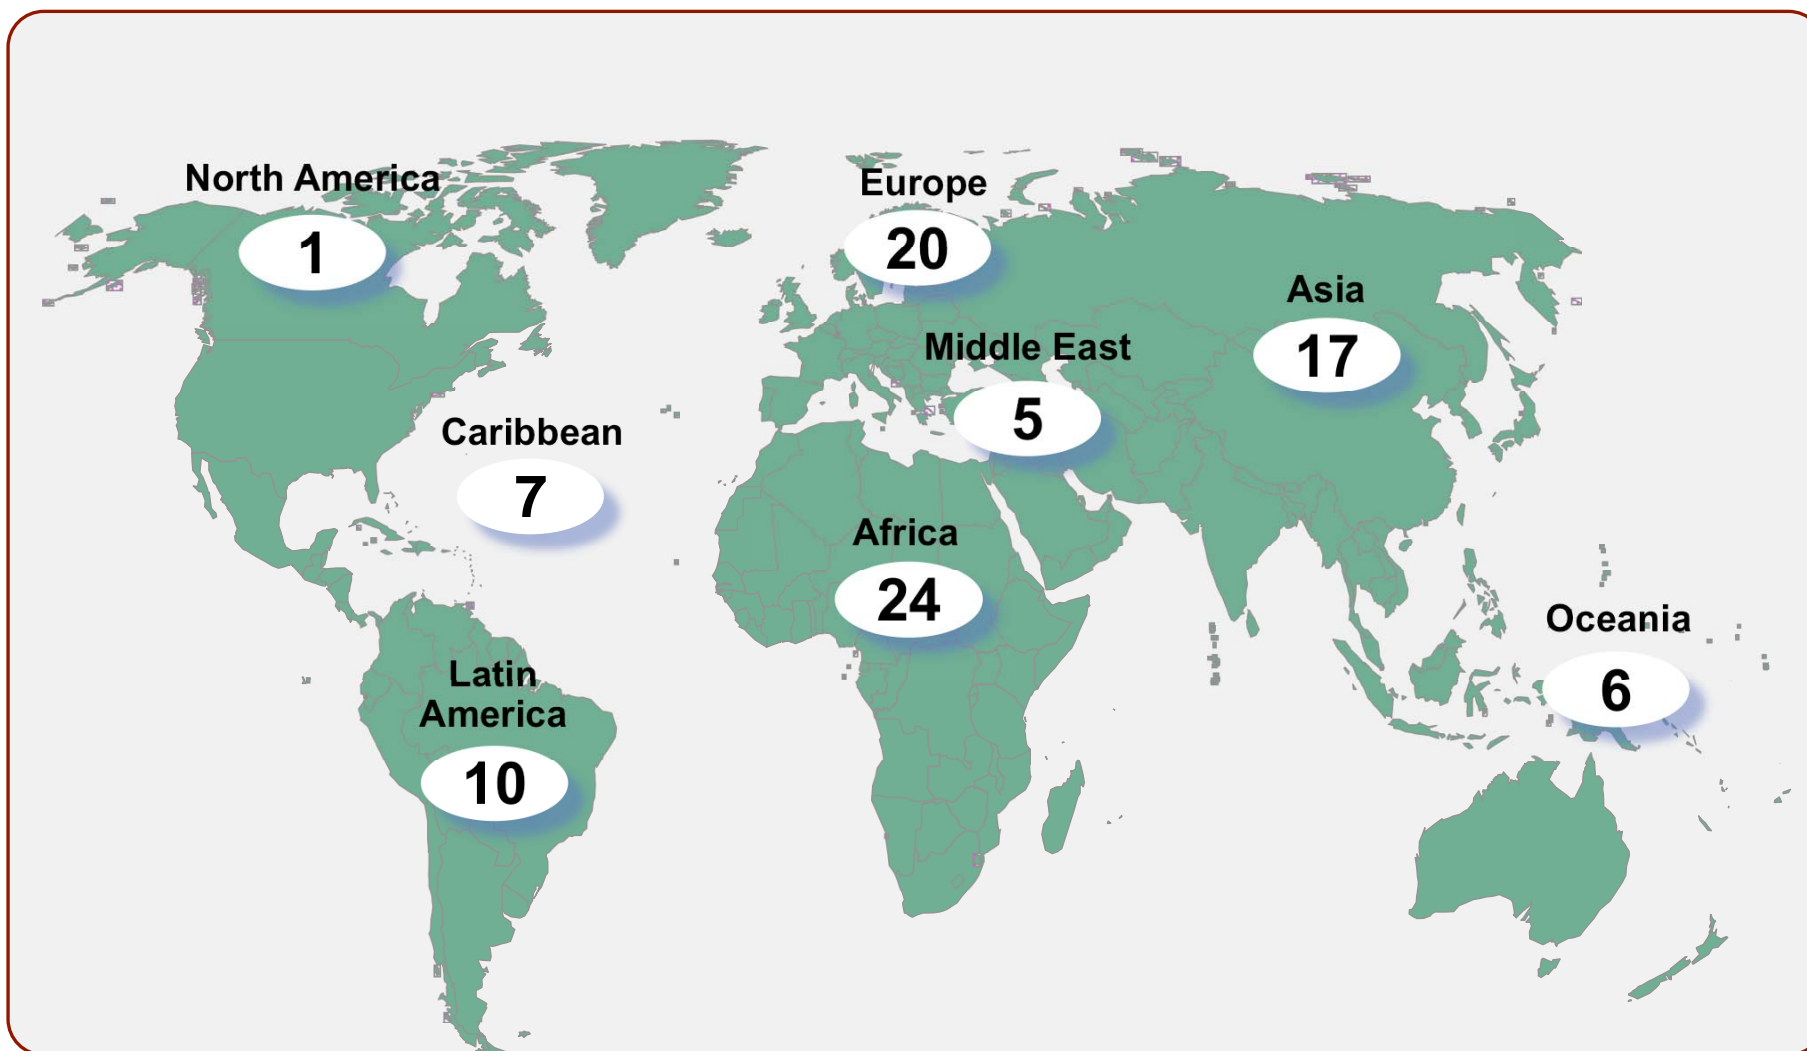 North America
1
Europe
20
Asia
17
Middle East
5
Caribbean
7
Africa
24
Oceania
6
Latin
America
10